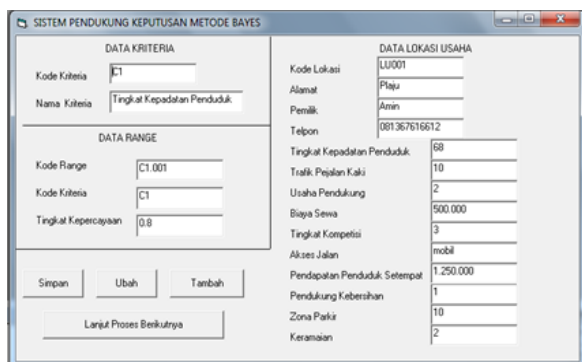 SISTEM PENDUKUNG KEPUTUSAN METODE BAYES
DATA KRITERIA
Kode Kriteria C1
Nama Kriteria Tingkat Kepadatan Penduduk
DATA RANGE
Kode Range C1.001
Kode Kriteria C1
Tingkat Kepercayaan 0.8
Simpan Ubah Tambah
Lanjut Proses Berikutnya
DATA LOKASI USAHA
Kode Lokasi LU001
Alamat Plaju
Pemilik Amin
Telpon 081367616612
Tingkat Kepadatan Penduduk 68
Trafik Pejalan Kaki 10
Usaha Pendukung 2
Biaya Sewa 500.000
Tingkat Kompetisi 3
Akses Jalan mobil
Pendapatan Penduduk Setempat 1.250.000
Pendukung Kebersihan 1
Zona Parkir 10
Keramaian 2